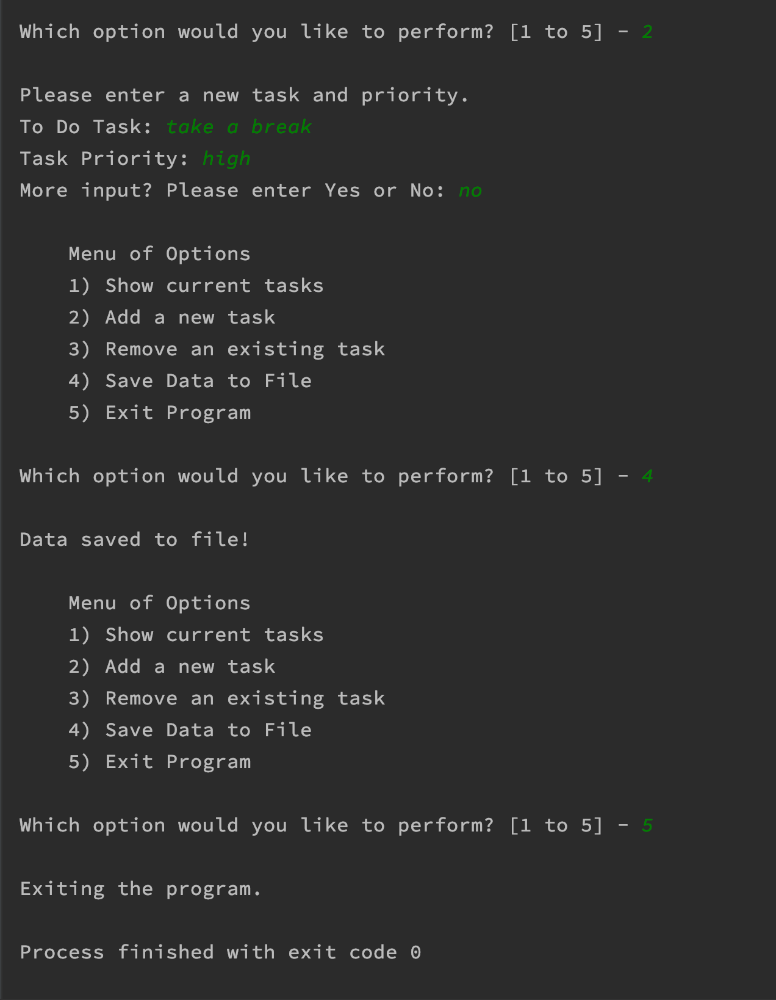 Which option would you like to perform? [1 to 5] - 2
Please enter a new task and priority.
To Do Task: take a break
Task Priority: high
More input? Please enter Yes or No: no
Menu of Options
1) Show current tasks
2) Add a new task
3) Remove an existing task
4) Save Data to File
5) Exit Program
Which option would you like to perform? [1 to 5] - 4
Data saved to file!
Menu of Options
1) Show current tasks
2) Add a new task
3) Remove an existing task
4) Save Data to File
5) Exit Program
Which option would you like to perform? [1 to 5] - 5
Exiting the program.
Process finished with exit code 0